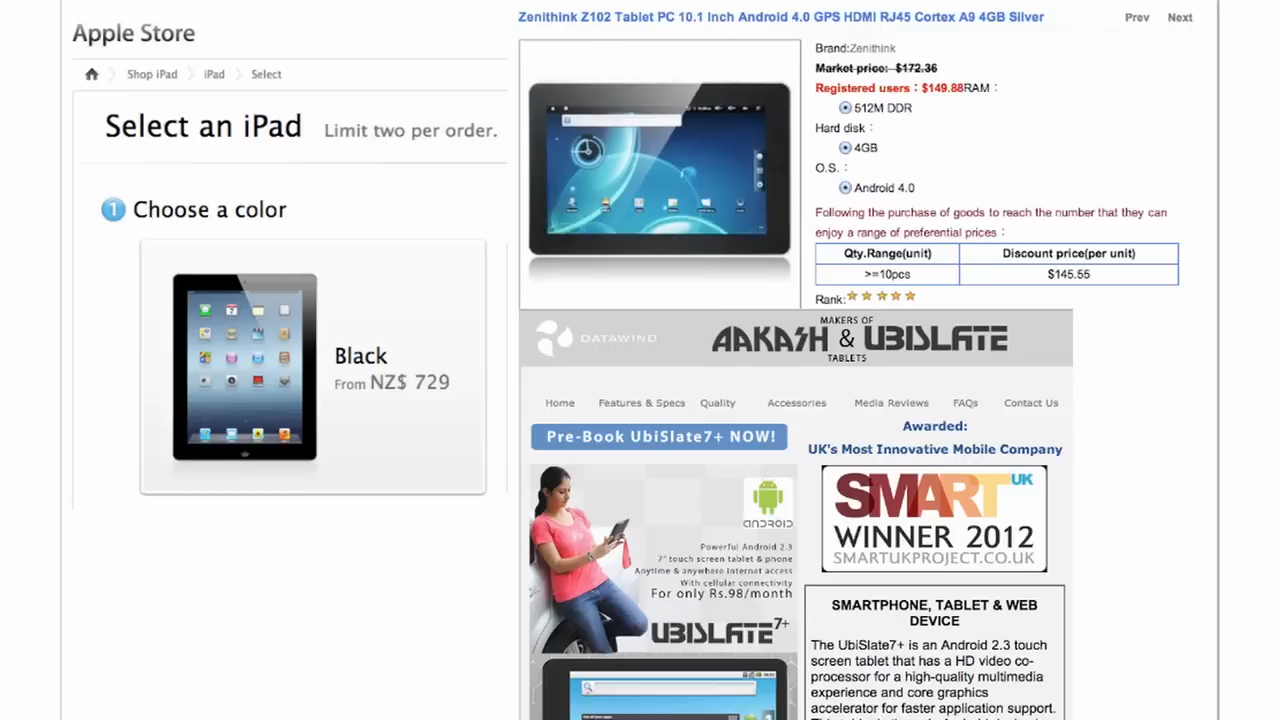 Apple Store
Shop iPad
iPad
Select
Select an iPad Limit two per order.
1 Choose a color
Black
From NZ$ 729
Zenithink Z102 Tablet PC 10.1 Inch Android 4.0 GPS HDMI RJ45 Cortex A9 4GB Silver
Prev Next
Brand:Zenithink
Market price: $172.36
Registered users：$149.88RAM：
512M DDR
Hard disk：
4GB
O.S.：
Android 4.0
Following the purchase of goods to reach the number that they can
enjoy a range of preferential prices：
Qty.Range(unit) Discount price(per unit)
>=10pcs $145.55
Rank:
DATAWIND
MAKERS OF
AAKASH & UBISLATE
TABLETS
Home Features & Specs Quality Accessories Media Reviews FAQs Contact Us
Pre-Book UbiSlate7+ NOW!
ANDROID
Powerful Android 2.3
7" touch screen tablet & phone
Anytime & anywhere Internet access
With cellular connectivity
For only Rs.98/month
UBISLATE 7+
Awarded:
UK's Most Innovative Mobile Company
SMART UK
WINNER 2012
SMARTUKPROJECT.CO.UK
SMARTPHONE, TABLET & WEB
DEVICE
The UbiSlate7+ is an Android 2.3 touch
screen tablet that has a HD video co-
processor for a high-quality multimedia
experience and core graphics
accelerator for faster application support.